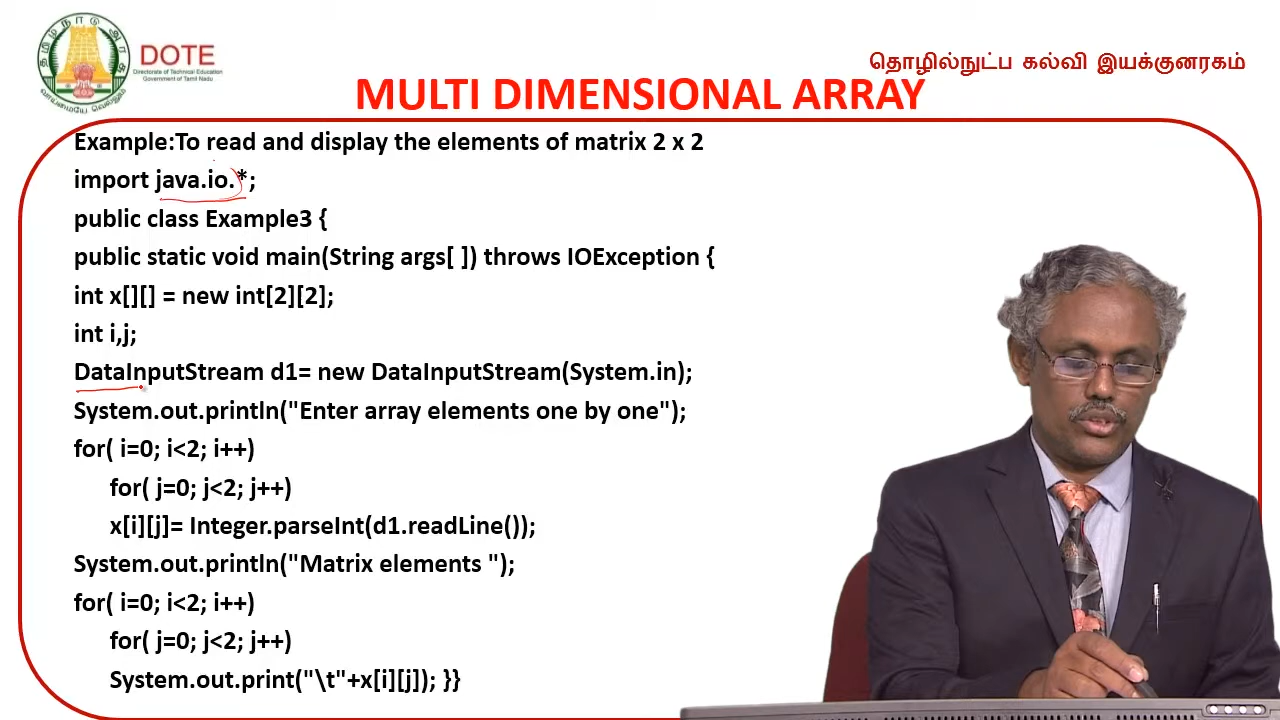 தமிழ்நாடு அரசு
வாய்மையே வெல்லும்
DOTE
Directorate of Technical Education
Government of Tamil Nadu
தொழில்நுட்ப கல்வி இயக்குனரகம்
MULTI DIMENSIONAL ARRAY
Example:To read and display the elements of matrix 2 x 2
import java.io.*;
public class Example3 {
public static void main(String args[ ]) throws IOException {
int x[][] = new int[2][2];
int i,j;
DataInputStream d1= new DataInputStream(System.in);
System.out.println("Enter array elements one by one");
for( i=0; i<2; i++)
for( j=0; j<2; j++)
x[i][j]= Integer.parseInt(d1.readLine());
System.out.println("Matrix elements ");
for( i=0; i<2; i++)
for( j=0; j<2; j++)
System.out.print("\t"+x[i][j]); }}